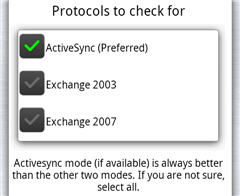 Protocols to check for
ActiveSync (Preferred)
Exchange 2003
Exchange 2007
Activesync mode (if available) is always better
than the other two modes. If you are not sure,
select all.